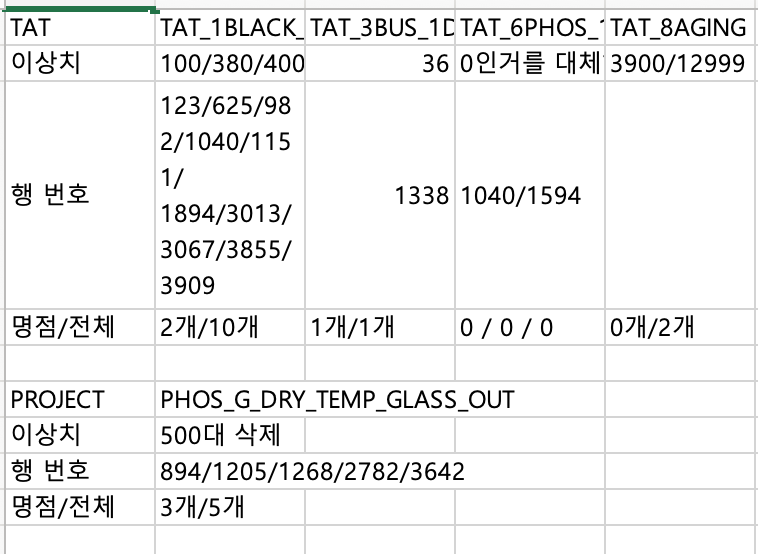 TAT TAT_1BLACK_ TAT_3BUS_1D TAT_6PHOS_1 TAT_8AGING
이상치 100/380/400 36 0인거를 대체 3900/12999
행 번호 123/625/98
2/1040/115
1/
1894/3013/
3067/3855/
3909 1338 1040/1594
명점/전체 2개/10개 1개/1개 0 / 0 / 0 0개/2개
PROJECT PHOS_G_DRY_TEMP_GLASS_OUT
이상치 500대 삭제
행 번호 894/1205/1268/2782/3642
명점/전체 3개/5개